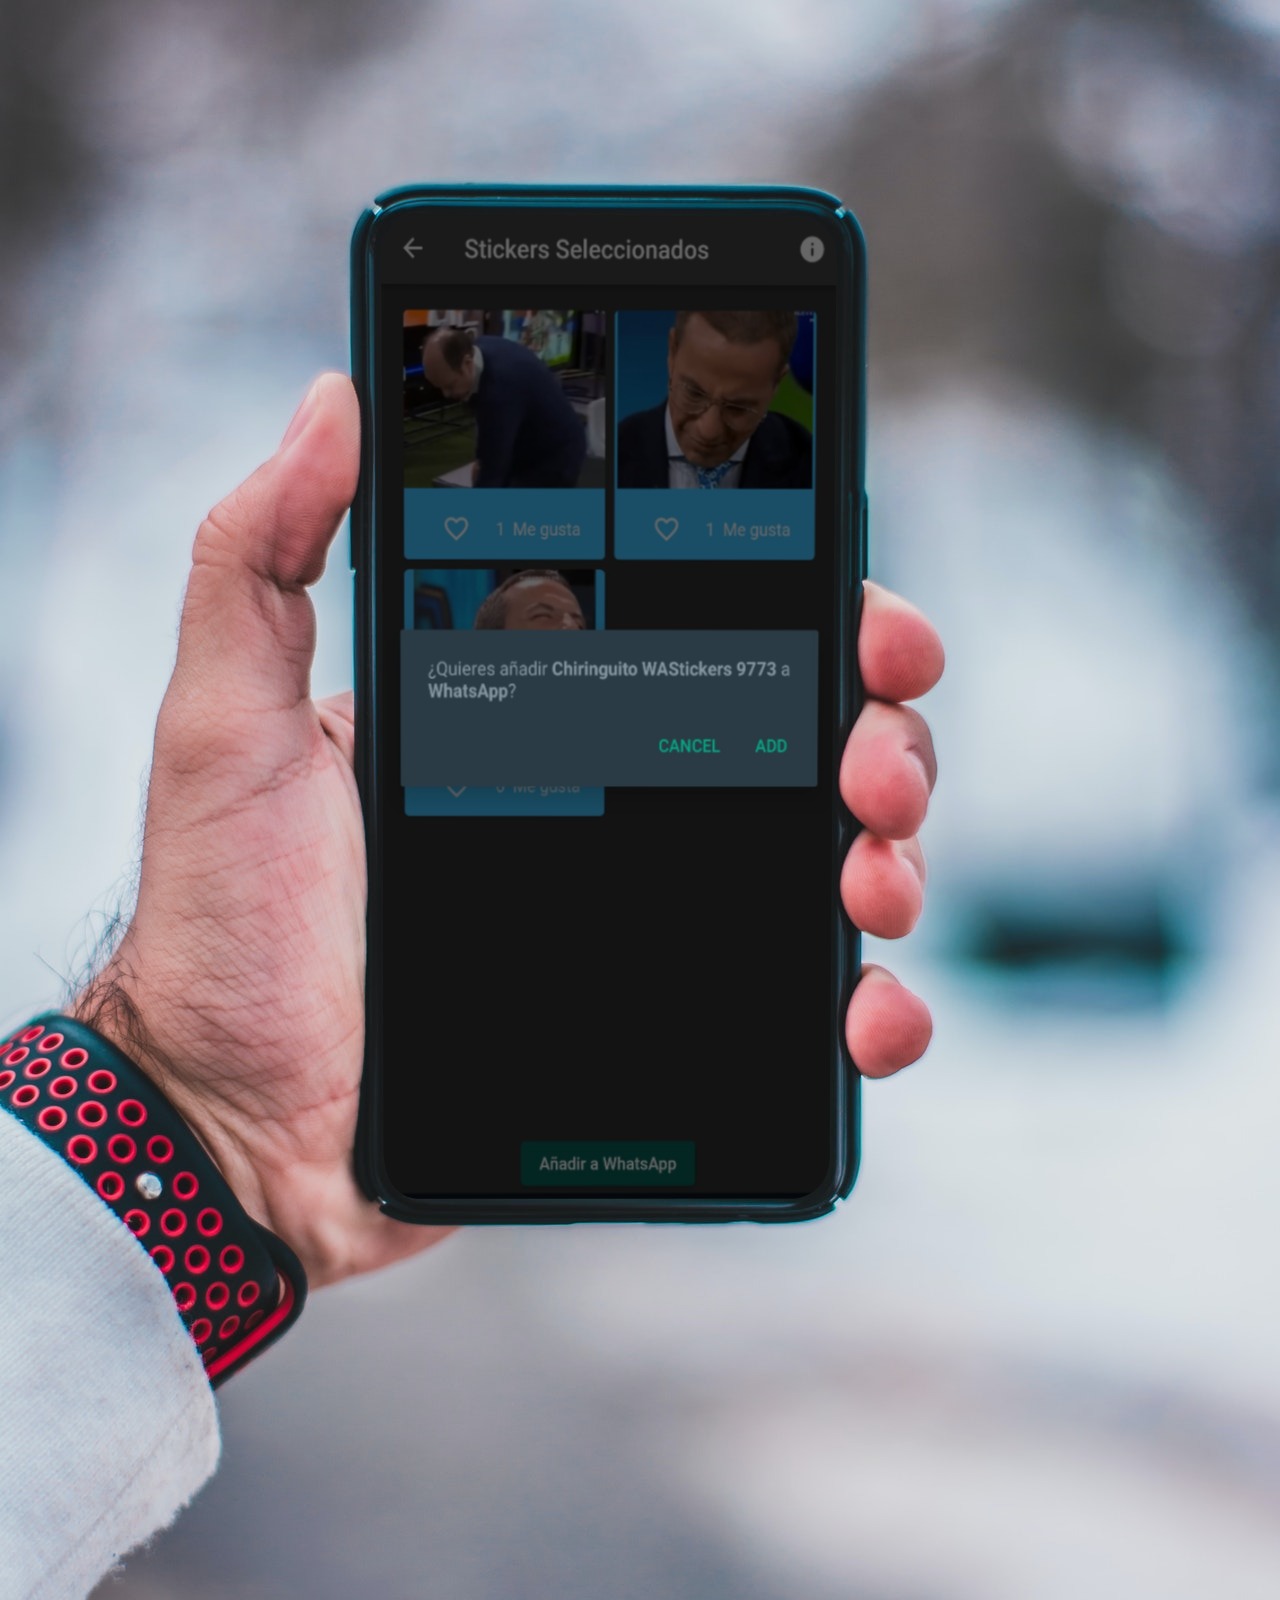 Stickers Seleccionados
1 Me gusta
1 Me gusta
¿Quieres añadir Chiringuito WAStickers 9773 a
WhatsApp?
CANCEL ADD
0 Me gusta
Añadir a WhatsApp